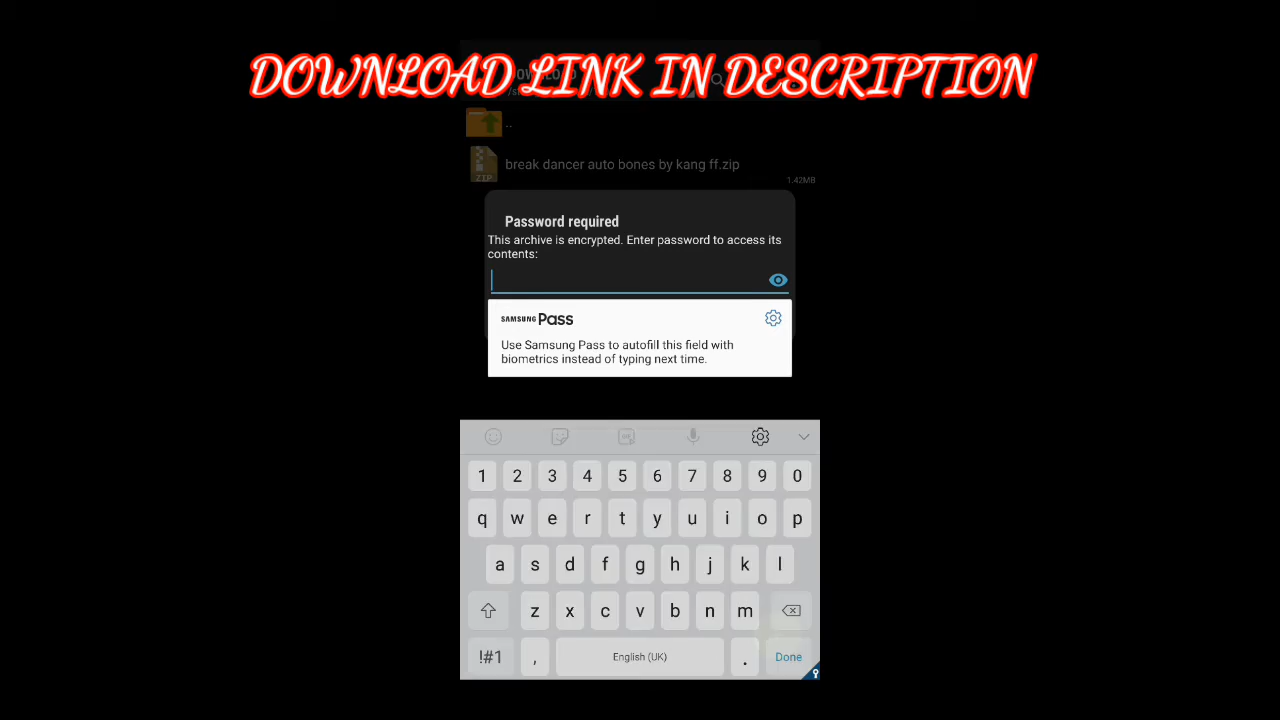 DOWNLOAD LINK IN DESCRIPTION
..
break dancer auto bones by kang ff.zip
ZIP
1.42MB
Password required
This archive is encrypted. Enter password to access its
contents:
SAMSUNG Pass
Use Samsung Pass to autofill this field with
biometrics instead of typing next time.
GIF
1 2 3 4 5 6 7 8 9 0
q w e r t y u i o p
a s d f g h j k l
z x c v b n m
!#1 , English (UK) . Done